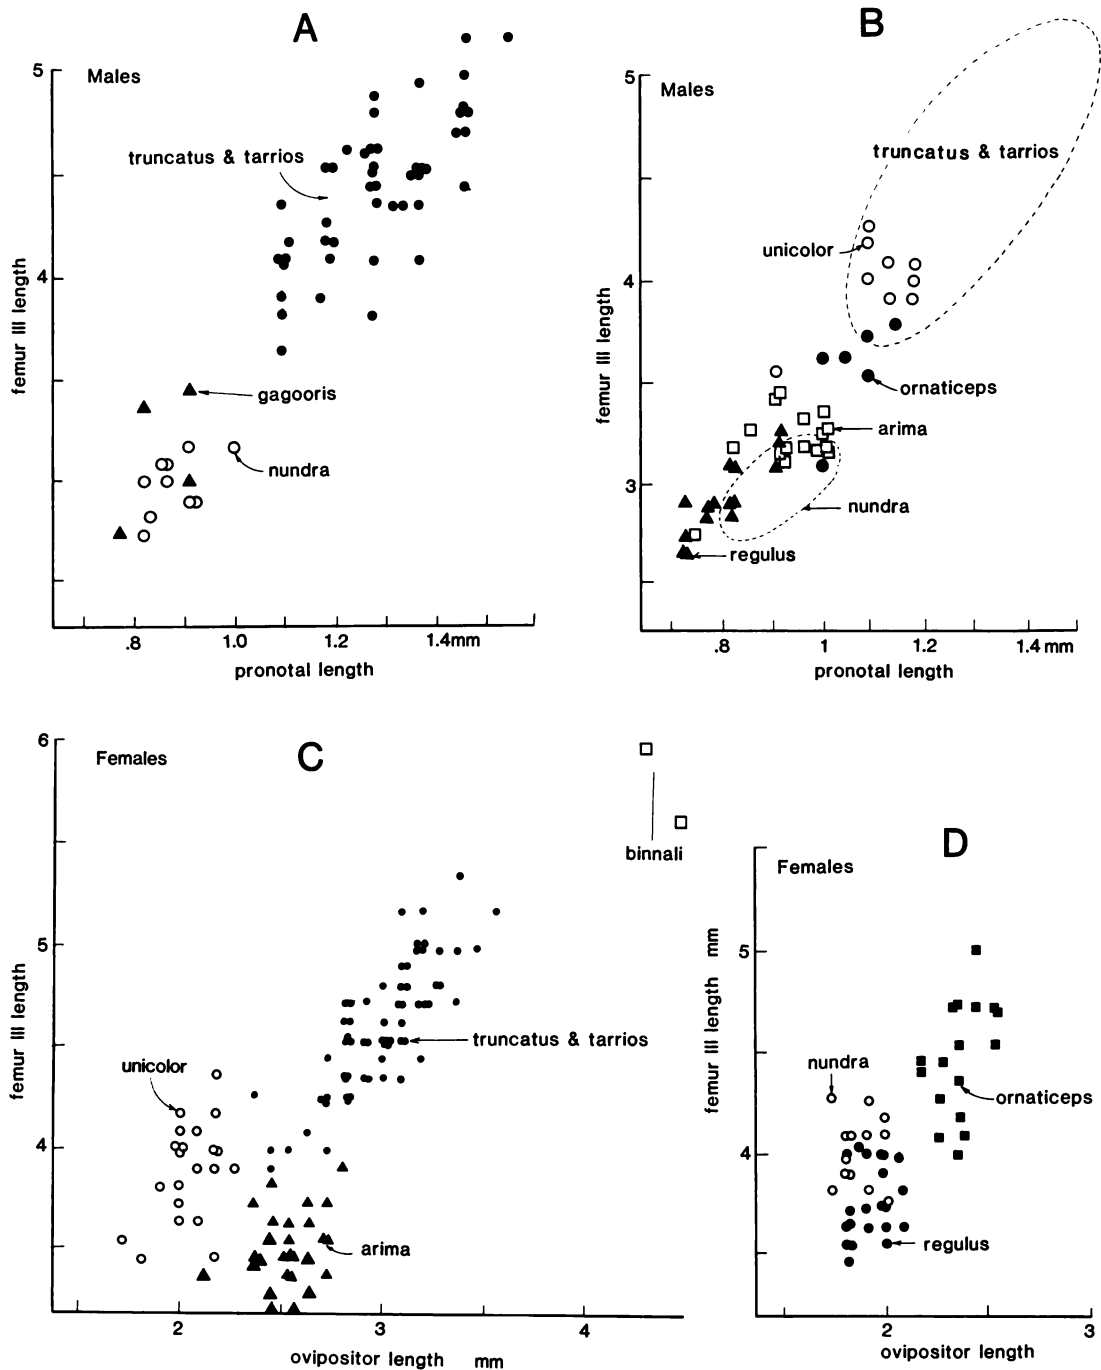 A
Males
5
truncatus & tarrios
4
gagooris
nundra
femur III length
.8
1.0
1.2
1.4mm
pronotal length
B
5
Males
truncatus & tarrios
unicolor
4
ornaticeps
arima
3
nundra
regulus
femur III length
.8
1
1.2
1.4mm
pronotal length
C
6
Females
binnali
5
truncatus & tarrios
unicolor
4
arima
femur III length
2
3
4
ovipositor length mm
D
Females
5
nundra
ornaticeps
4
regulus
femur III length mm
2
3
ovipositor length